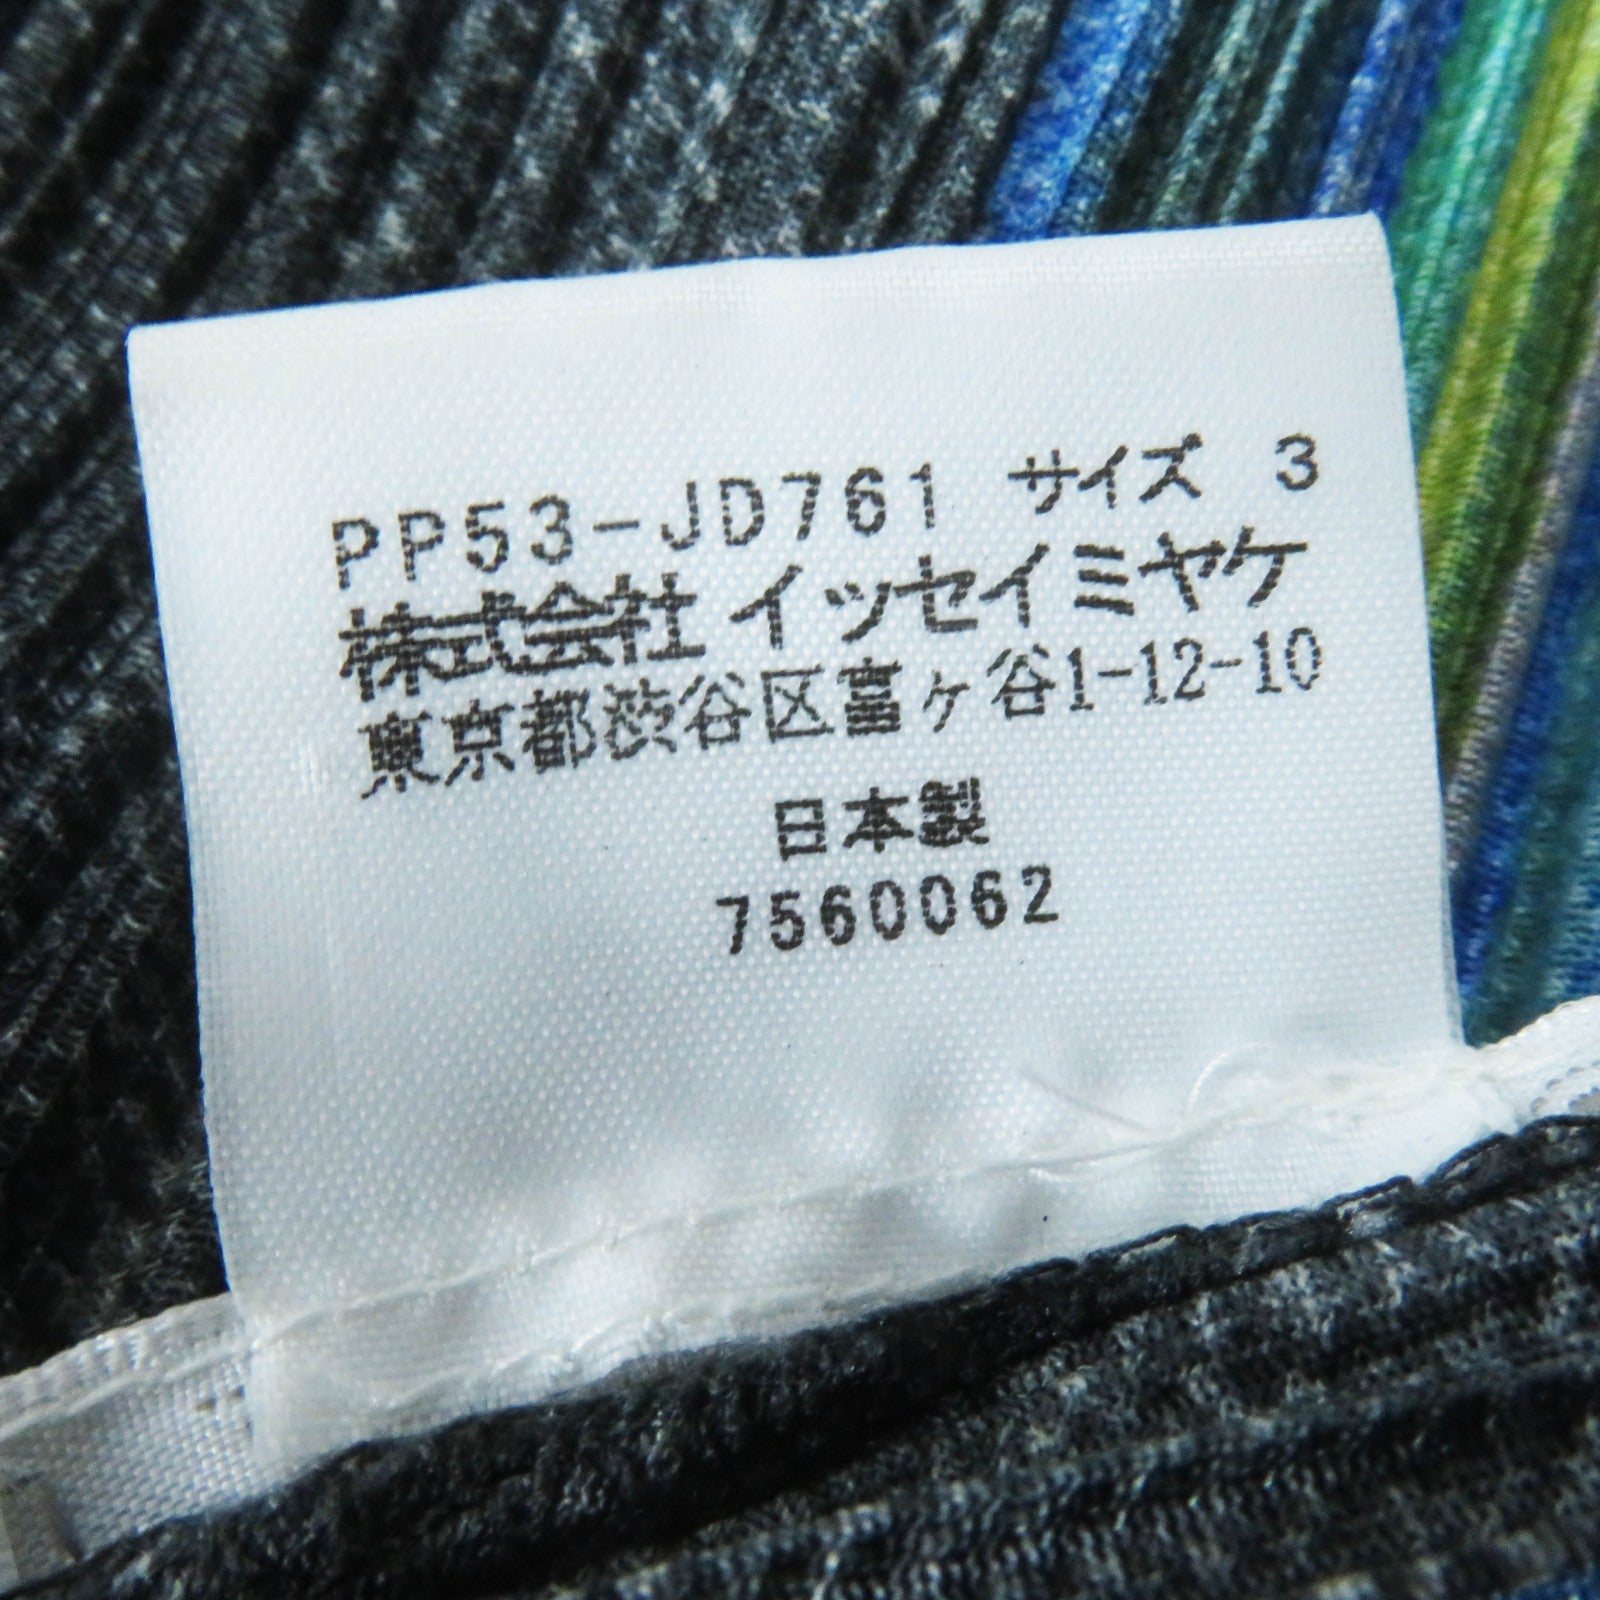 PP53-JD761 サイズ 3
株式会社 イッセイミヤケ
東京都渋谷区富ヶ谷1-12-10
日本製
7560062